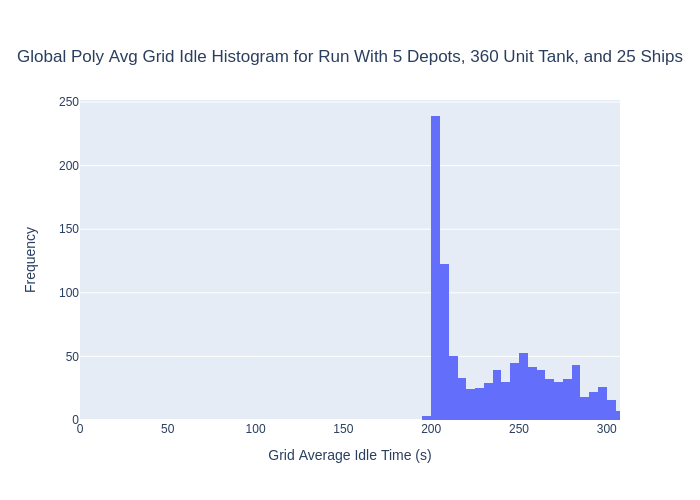 Global Poly Avg Grid Idle Histogram for Run With 5 Depots, 360 Unit Tank, and 25 Ships
250
200
150
100
50
0
Frequency
0 50 100 150 200 250 300
Grid Average Idle Time (s)